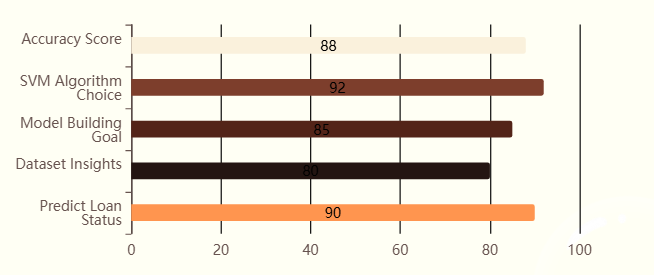 Accuracy Score
88
SVM Algorithm
Choice
92
Model Building
Goal
85
Dataset Insights
80
Predict Loan
Status
90
0 20 40 60 80 100